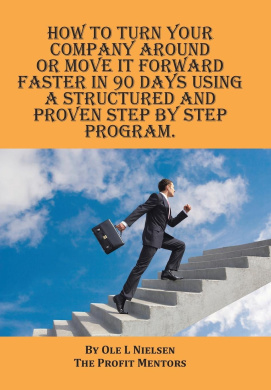 HOW TO TURN YOUR
COMPANY AROUND
OR MOVE IT FORWARD
FASTER IN 90 DAYS USING
A STRUCTURED AND
PROVEN STEP BY STEP
PROGRAM.
BY OLE L NIELSEN
THE PROFIT MENTORS